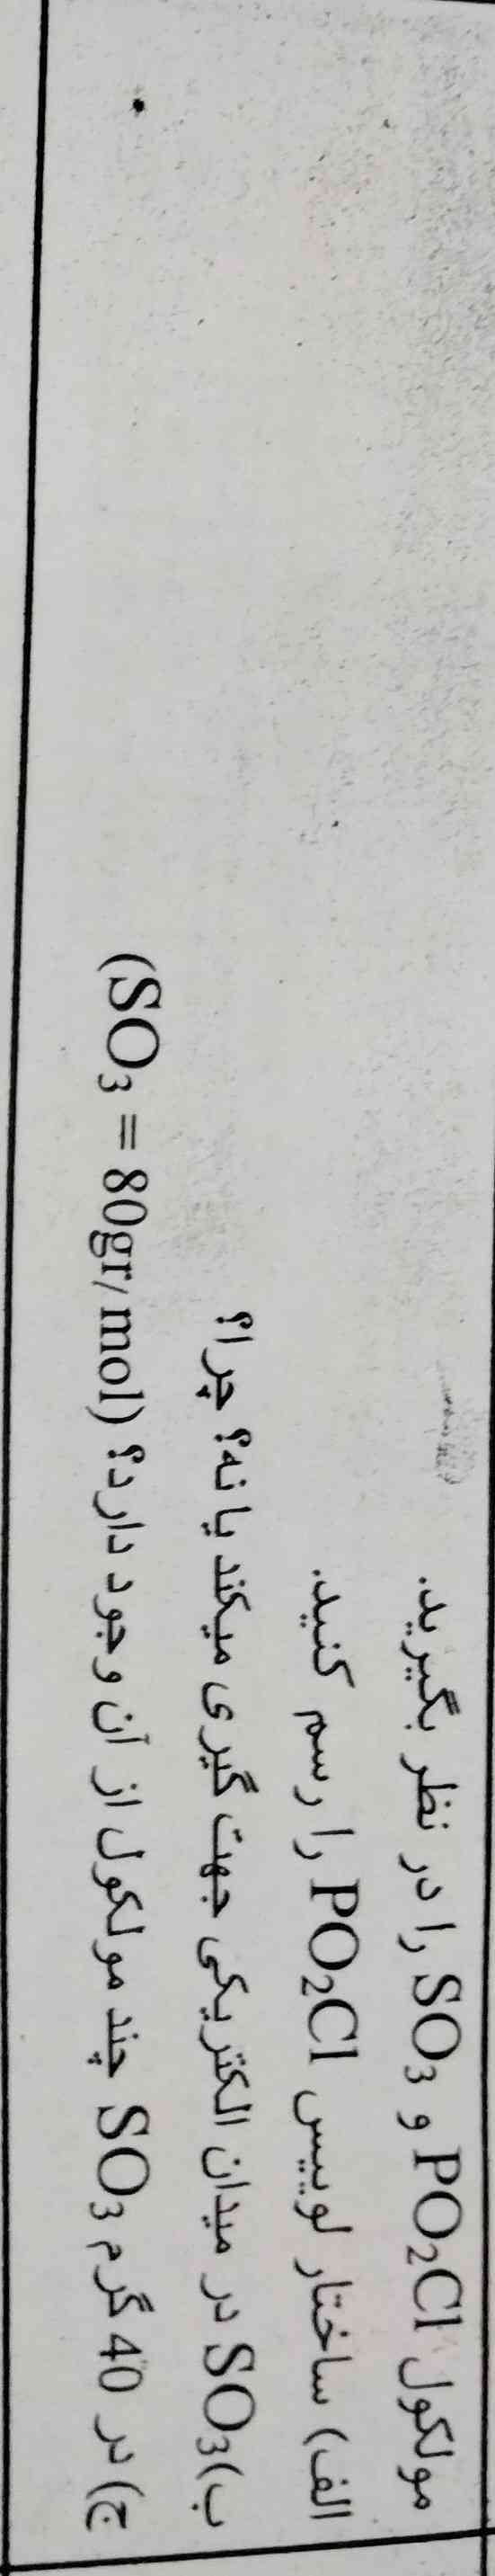 مولکول PO₂Cl و SO₃ را در نظر بگیرید.
الف) ساختار لوییس PO₂Cl را رسم کنید.
ب) SO₃ در میدان الکتریکی جهت گیری میکند یا نه؟ چرا؟
ج) در 40 گرم SO₃ چند مولکول از آن وجود دارد؟ (SO₃ = 80gr/mol)